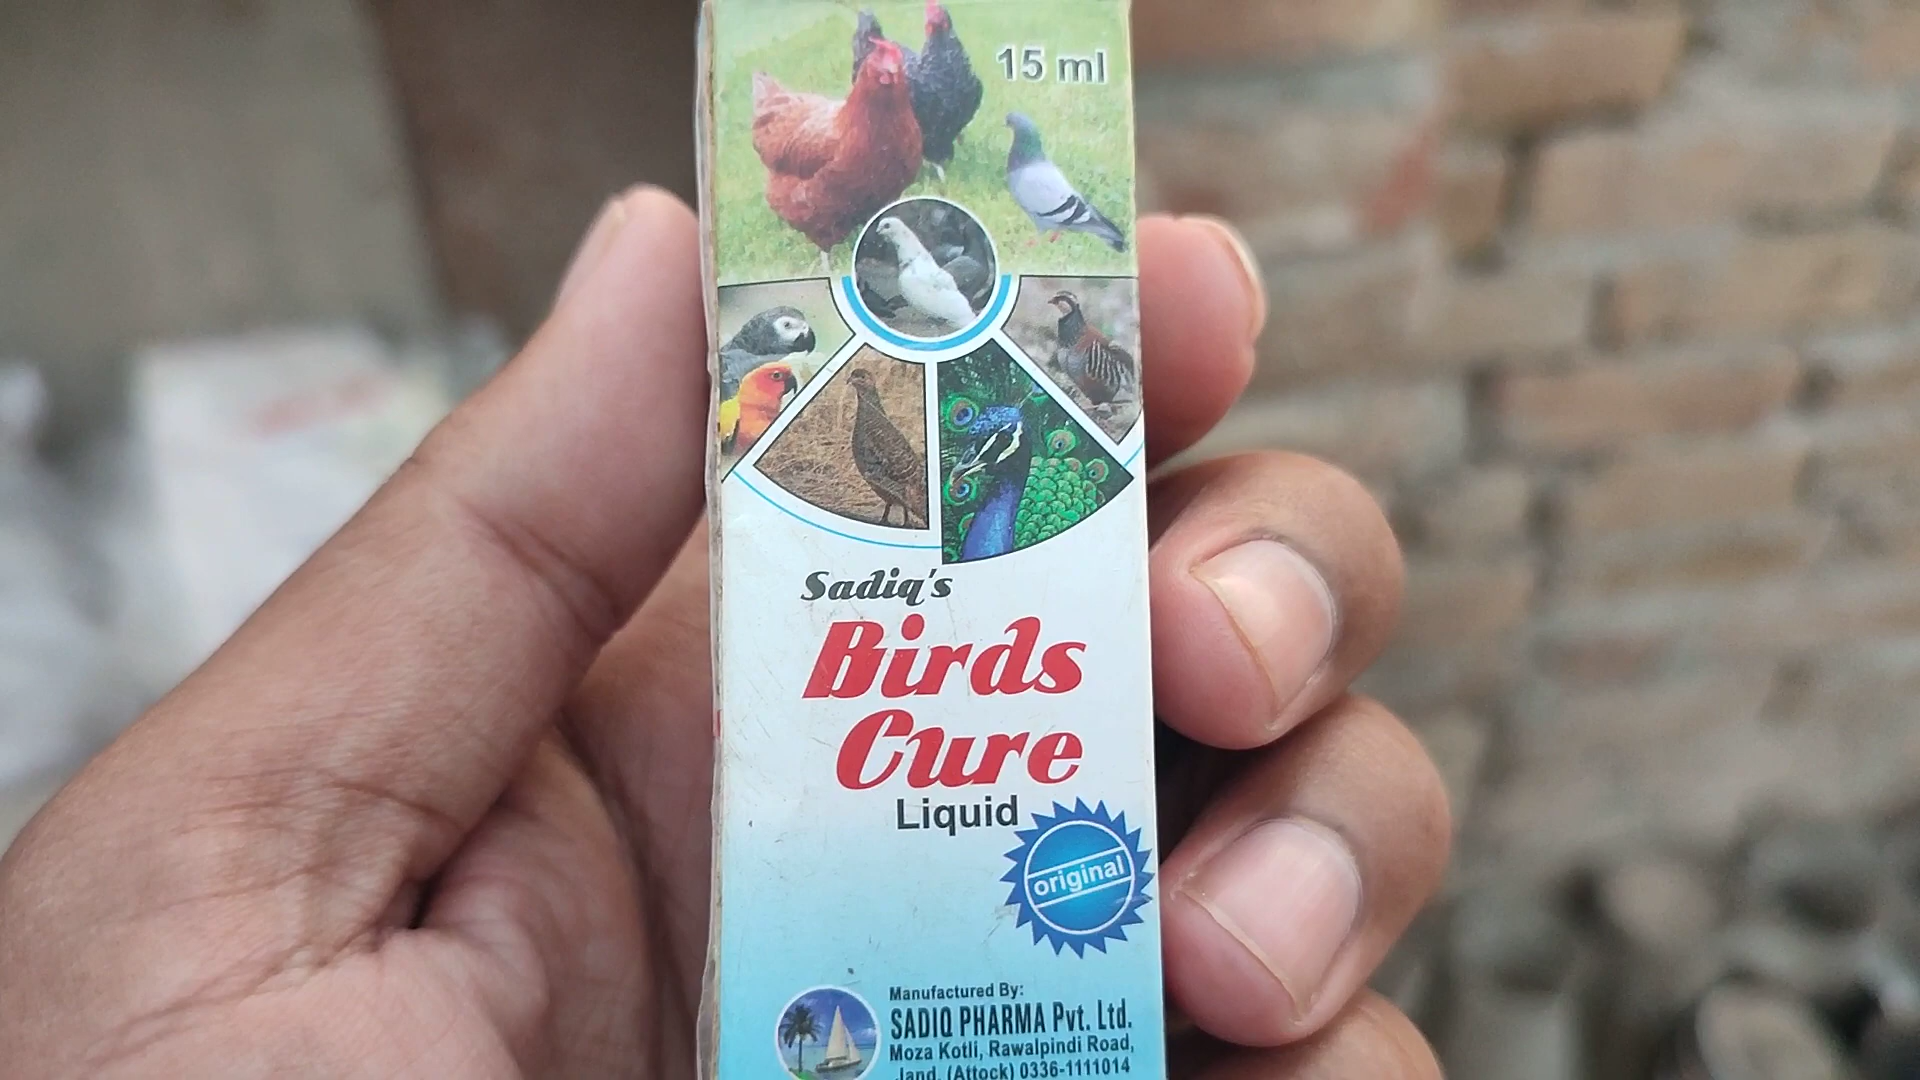 15 ml
Sadiq's
Birds
Cure
Liquid
original
Manufactured By:
SADIQ PHARMA Pvt. Ltd.
Moza Kotli, Rawalpindi Road,
Jand. (Attock) 0336-1111014